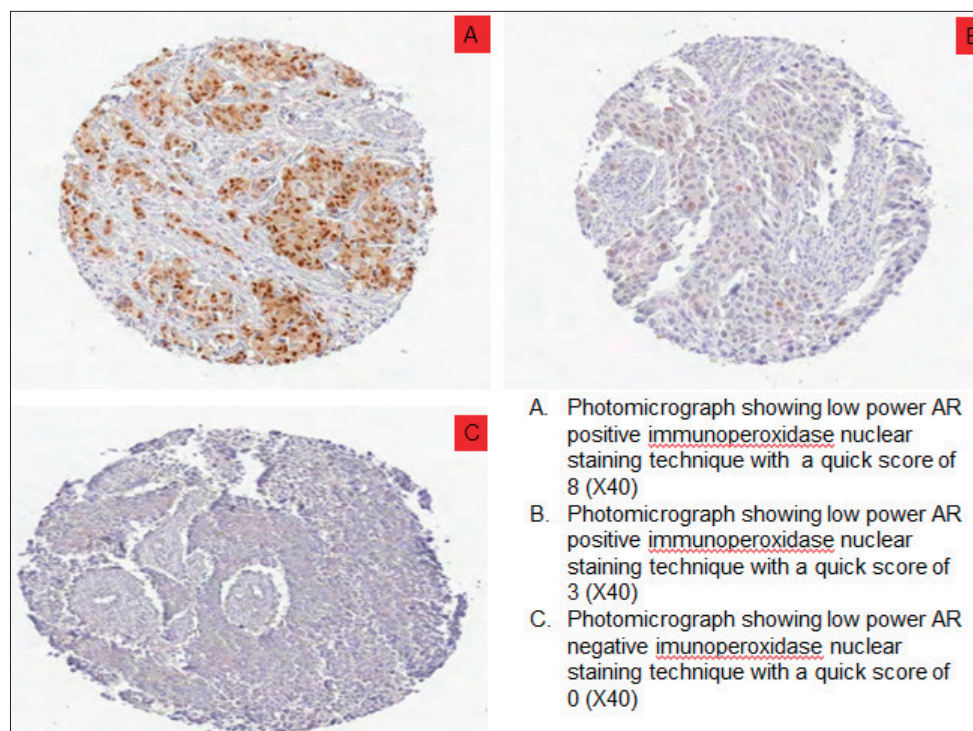 A
B
C
A. Photomicrograph showing low power AR
positive immunoperoxidase nuclear
staining technique with a quick score of
8 (X40)
B. Photomicrograph showing low power AR
positive immunoperoxidase nuclear
staining technique with a quick score of
3 (X40)
C. Photomicrograph showing low power AR
negative imunoperoxidase nuclear
staining technique with a quick score of
0 (X40)